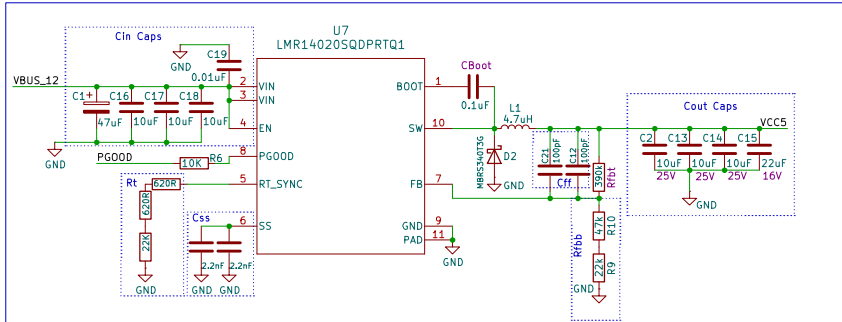 Cin Caps
U7
LMR14020SQDPRTQ1
C19
GND
0.01uF
VBUS_12
C1
+
47uF
C16
10uF
C17
10uF
C18
10uF
GND
2
VIN
3
VIN
4
EN
8
PGOOD
5
RT_SYNC
6
SS
1
BOOT
10
SW
7
FB
9
GND
11
PAD
GND
PGOOD
10K
R6
Rt
620R
620R
22K
GND
Css
2.2nF
2.2nF
GND
GND
CBoot
0.1uF
L1
4.7uH
MBRS340T3G
D2
GND
C21
100pF
C12
100pF
Cff
390k
Rfbt
Rfbb
47k
R10
22k
R9
GND
Cout Caps
VCC5
C2
10uF
25V
C13
10uF
25V
C14
10uF
25V
C15
22uF
16V
GND